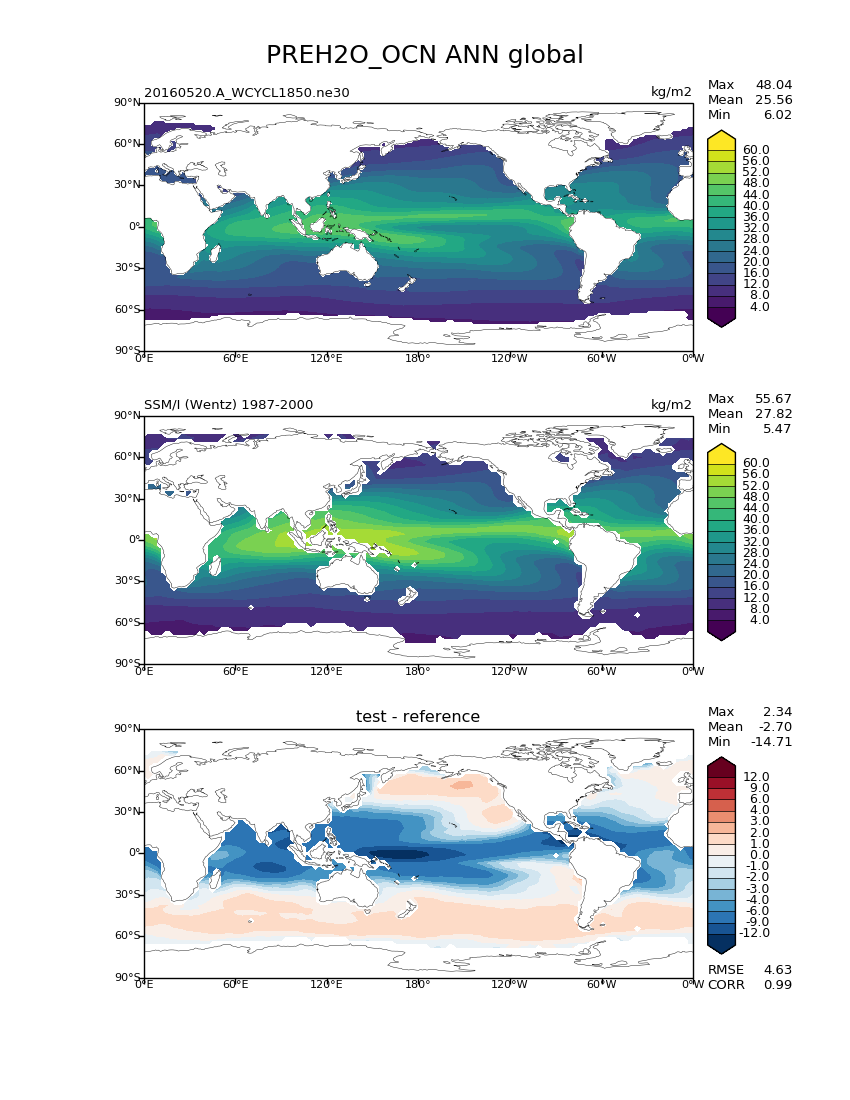 PREH2O_OCN ANN global
20160520.A_WCYCL1850.ne30
kg/m2
Max 48.04
Mean 25.56
Min 6.02
90°N
60°N
30°N
0°
30°S
60°S
90°S
0°E 60°E 120°E 180° 120°W 60°W 0°W
60.0
56.0
52.0
48.0
44.0
40.0
36.0
32.0
28.0
24.0
20.0
16.0
12.0
8.0
4.0
SSM/I (Wentz) 1987-2000
kg/m2
Max 55.67
Mean 27.82
Min 5.47
90°N
60°N
30°N
0°
30°S
60°S
90°S
0°E 60°E 120°E 180° 120°W 60°W 0°W
60.0
56.0
52.0
48.0
44.0
40.0
36.0
32.0
28.0
24.0
20.0
16.0
12.0
8.0
4.0
test - reference
Max 2.34
Mean -2.70
Min -14.71
90°N
60°N
30°N
0°
30°S
60°S
90°S
0°E 60°E 120°E 180° 120°W 60°W 0°W
12.0
9.0
6.0
4.0
3.0
2.0
1.0
0.0
-1.0
-2.0
-3.0
-4.0
-6.0
-9.0
-12.0
RMSE 4.63
CORR 0.99